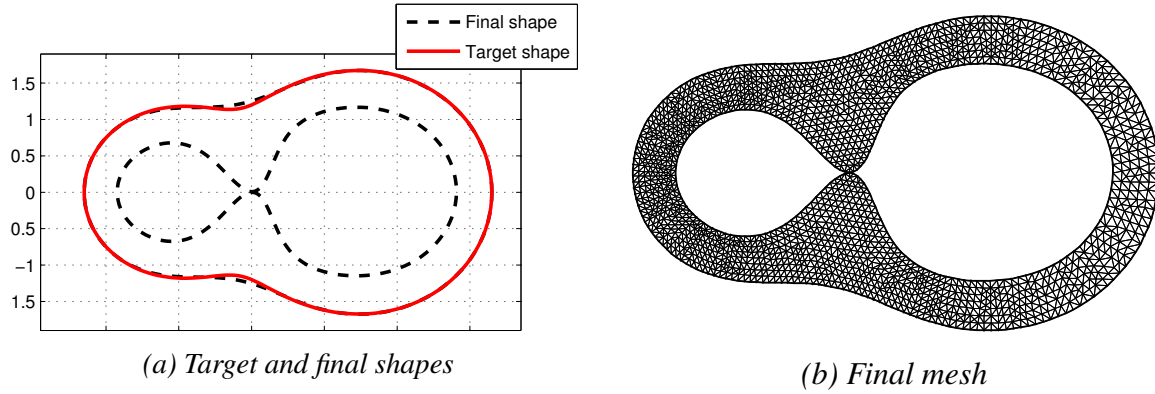 Final shape
Target shape
1.5
1
0.5
0
0.5
−1
1.5
(a) Target and final shapes
(b) Final mesh